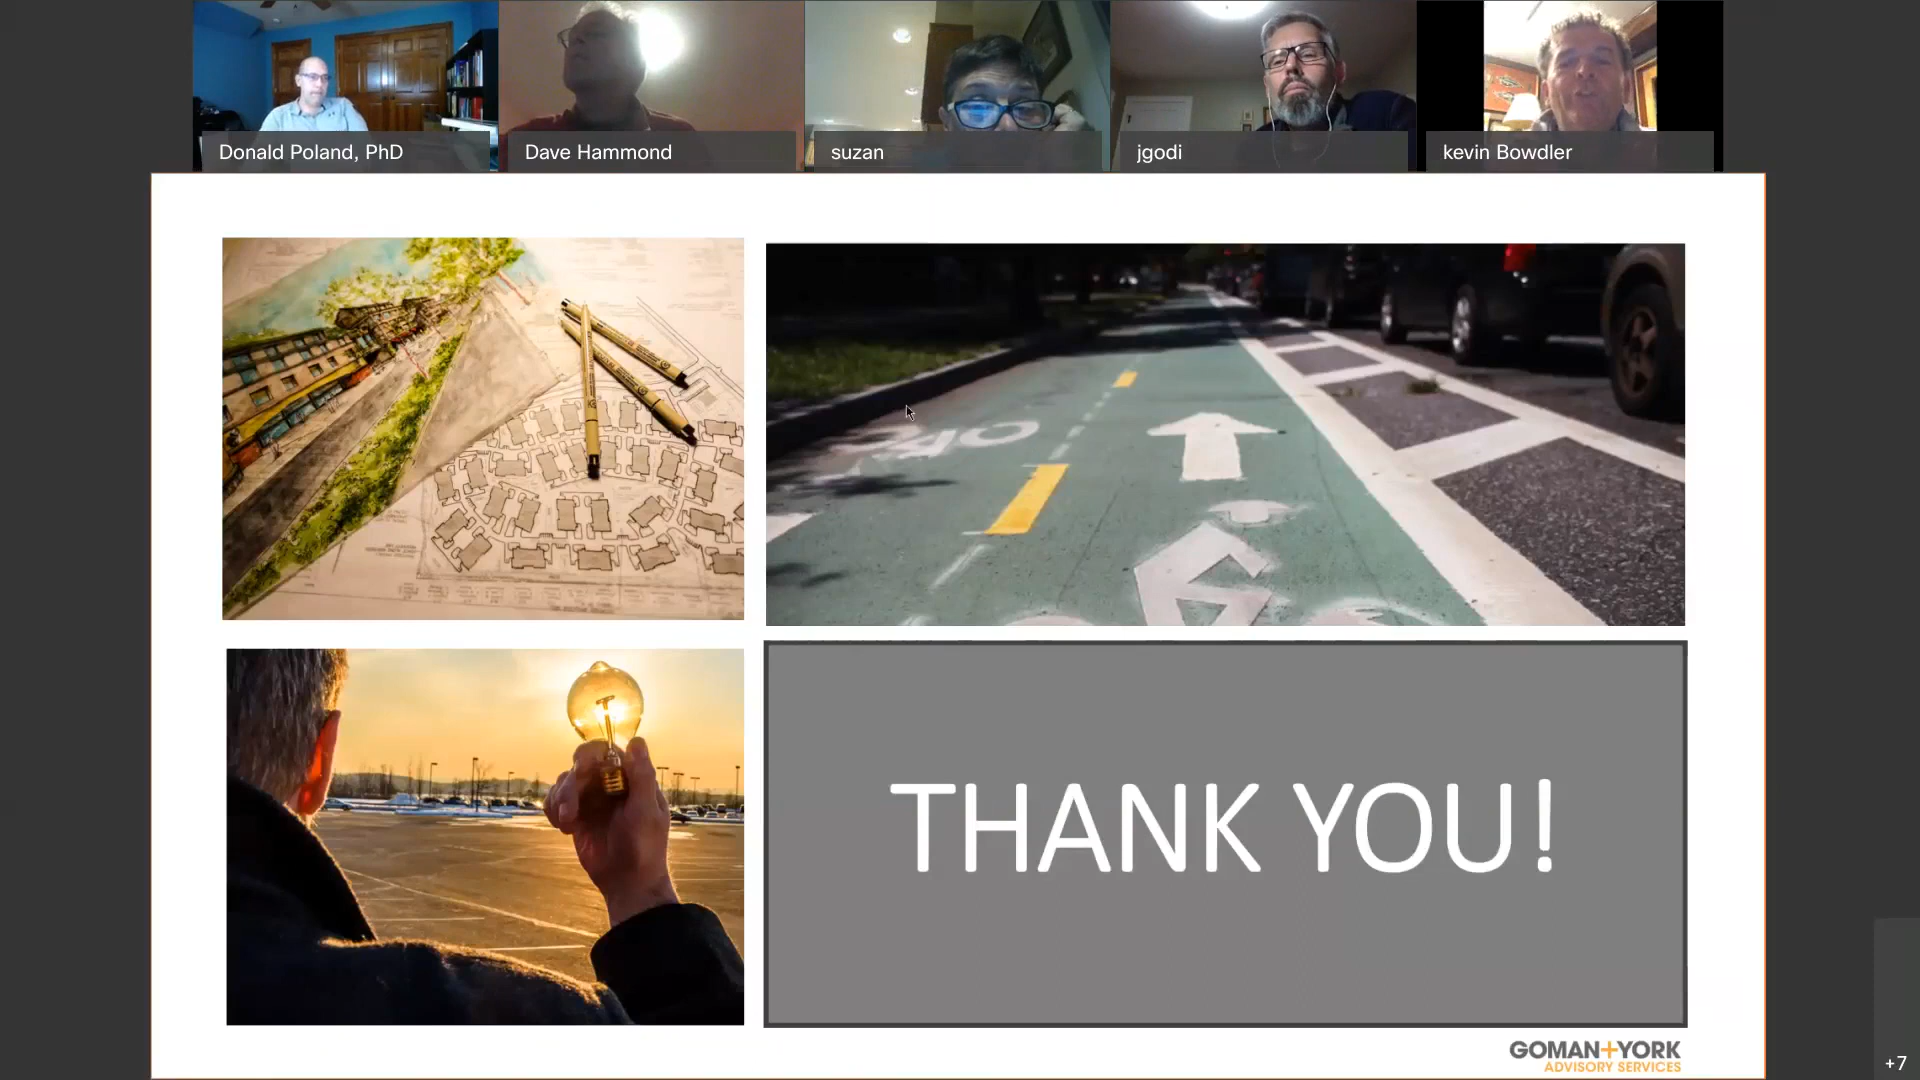 Donald Poland, PhD
Dave Hammond
suzan
jgodi
kevin Bowdler
THANK YOU!
GOMAN+YORK
ADVISORY SERVICES
+7